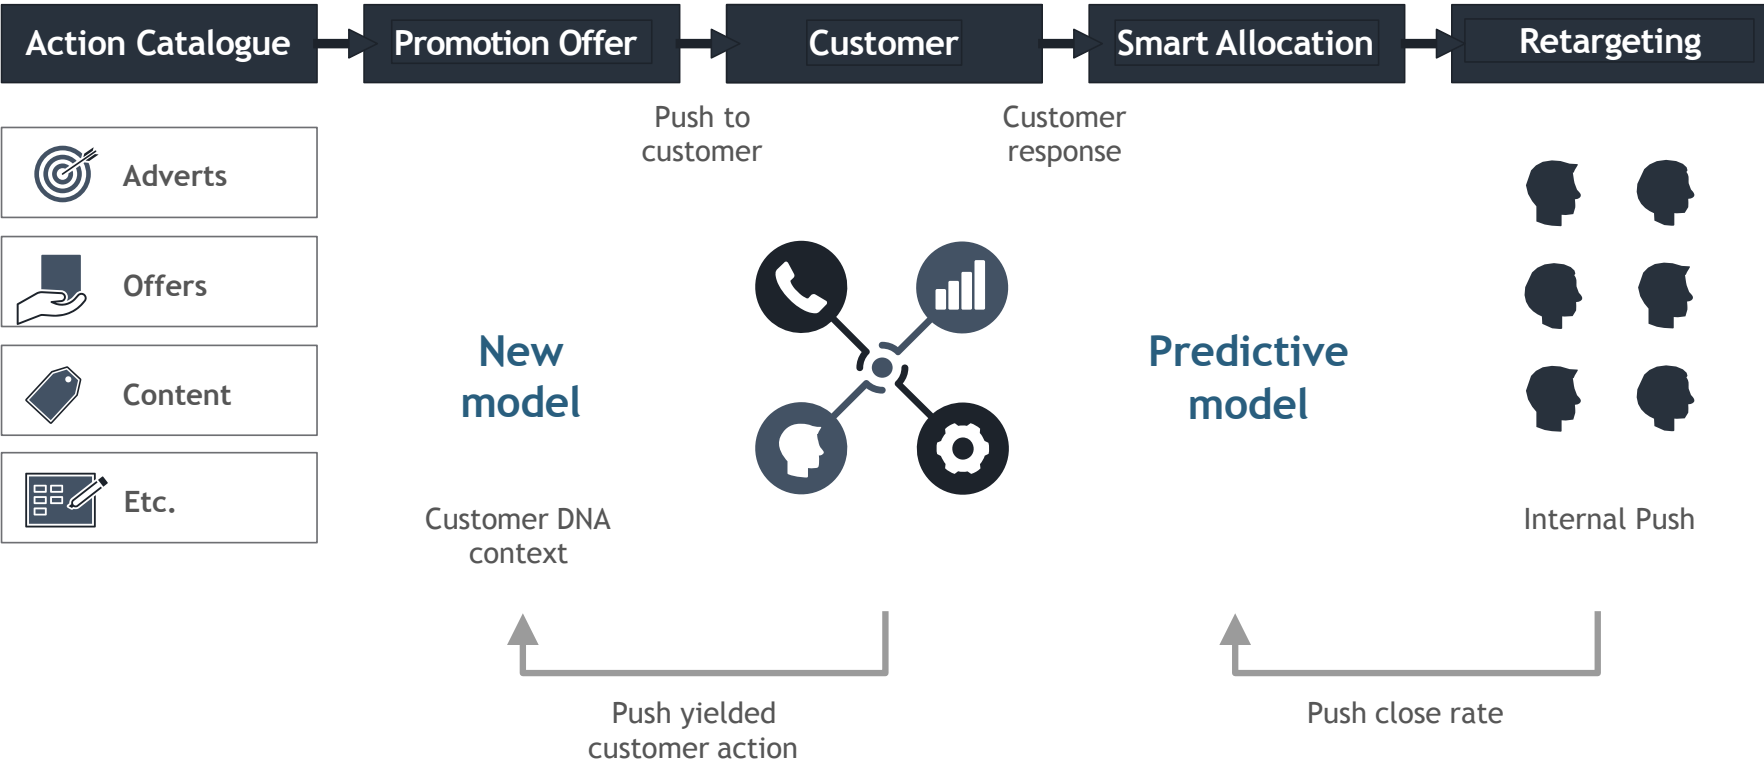 Action Catalogue
Promotion Offer
Customer
Smart Allocation
Retargeting
Push to
customer
Customer
response
Adverts
Offers
Content
Etc.
New
model
Customer DNA
context
Predictive
model
Internal Push
Push yielded
customer action
Push close rate